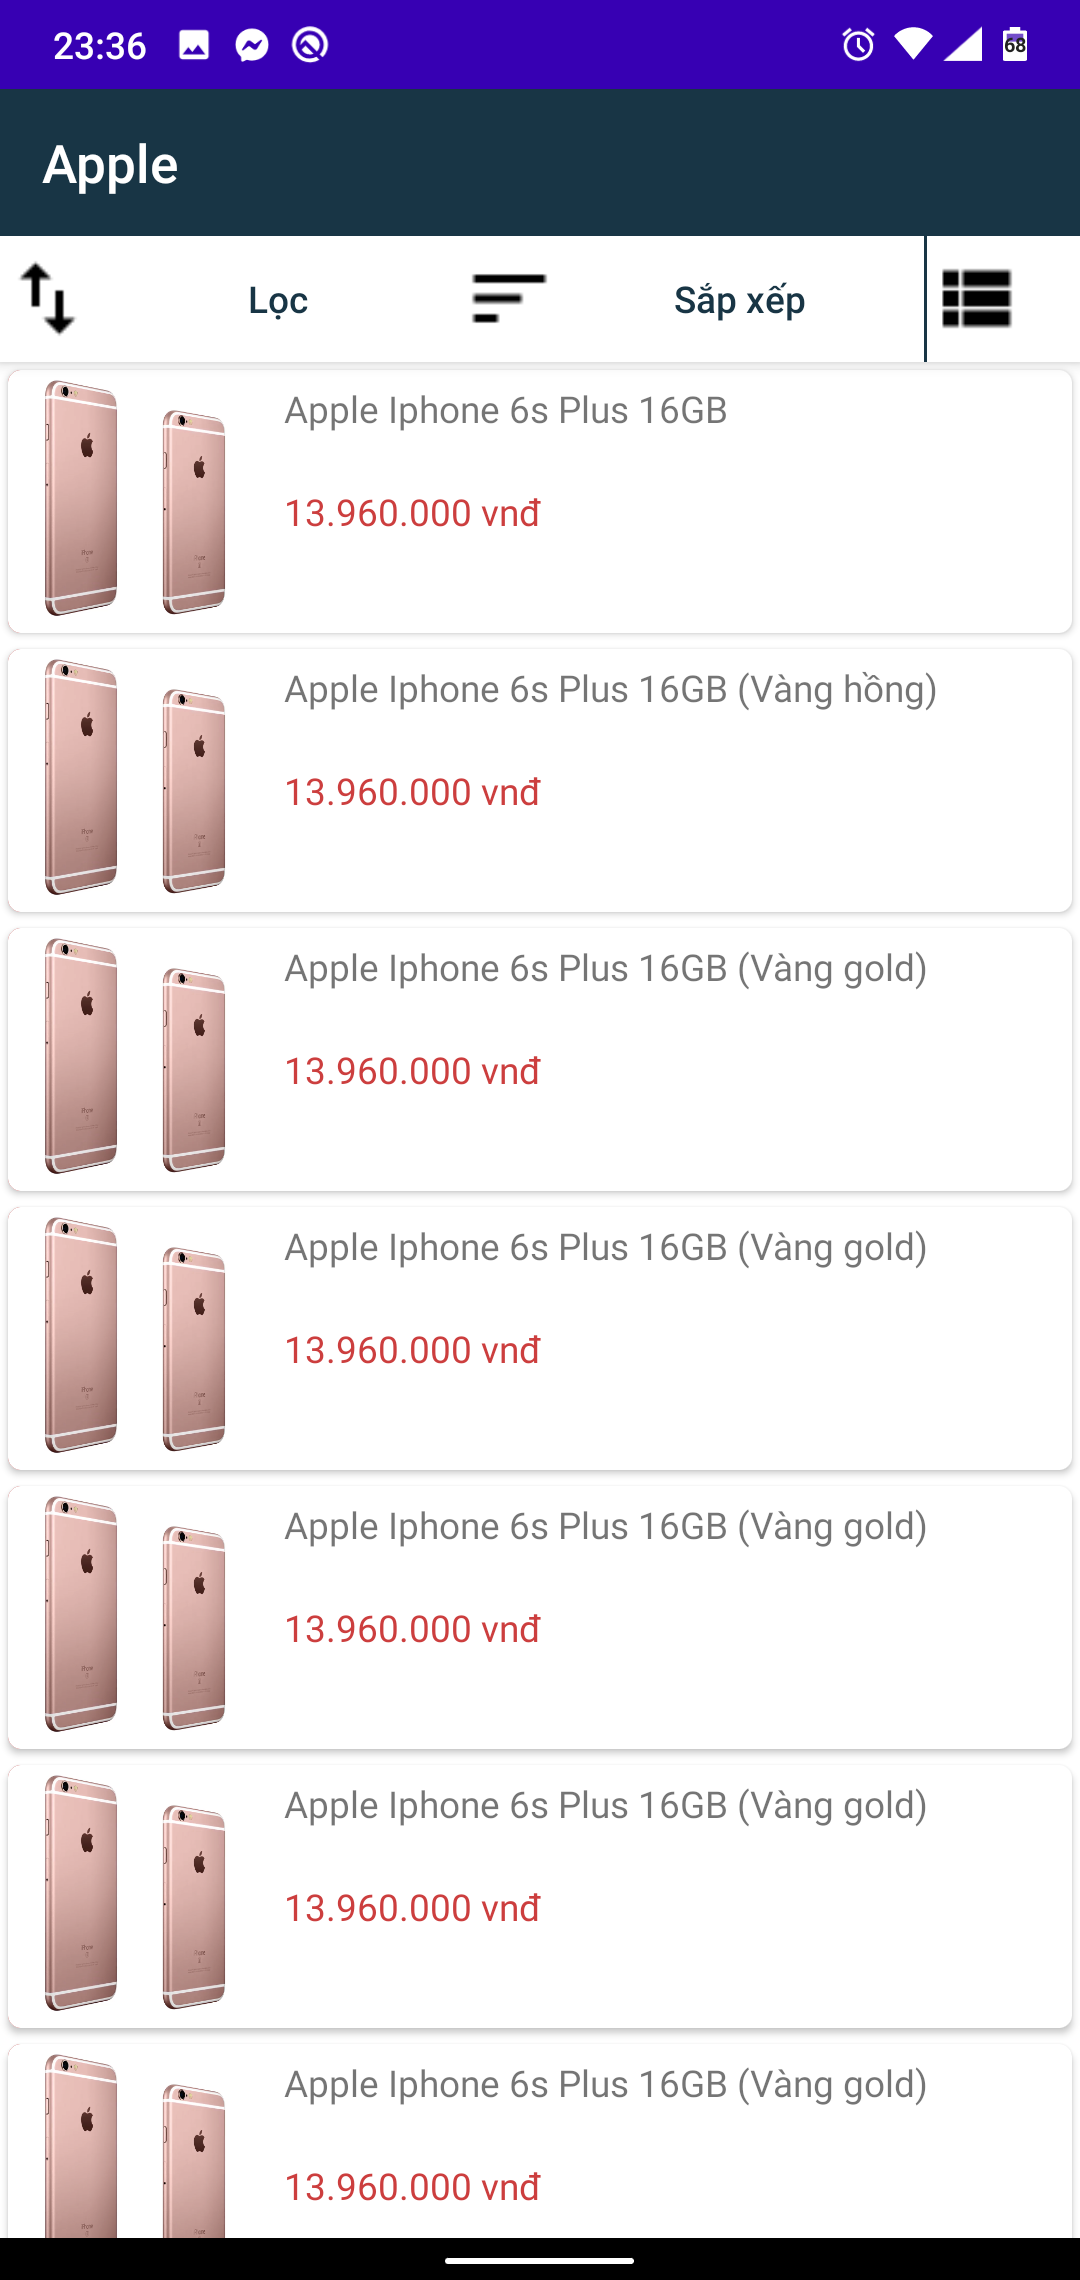 23:36
68
Apple
Lọc
Sắp xếp
Apple Iphone 6s Plus 16GB
13.960.000 vnđ
Apple Iphone 6s Plus 16GB (Vàng hồng)
13.960.000 vnđ
Apple Iphone 6s Plus 16GB (Vàng gold)
13.960.000 vnđ
Apple Iphone 6s Plus 16GB (Vàng gold)
13.960.000 vnđ
Apple Iphone 6s Plus 16GB (Vàng gold)
13.960.000 vnđ
Apple Iphone 6s Plus 16GB (Vàng gold)
13.960.000 vnđ
Apple Iphone 6s Plus 16GB (Vàng gold)
13.960.000 vnđ